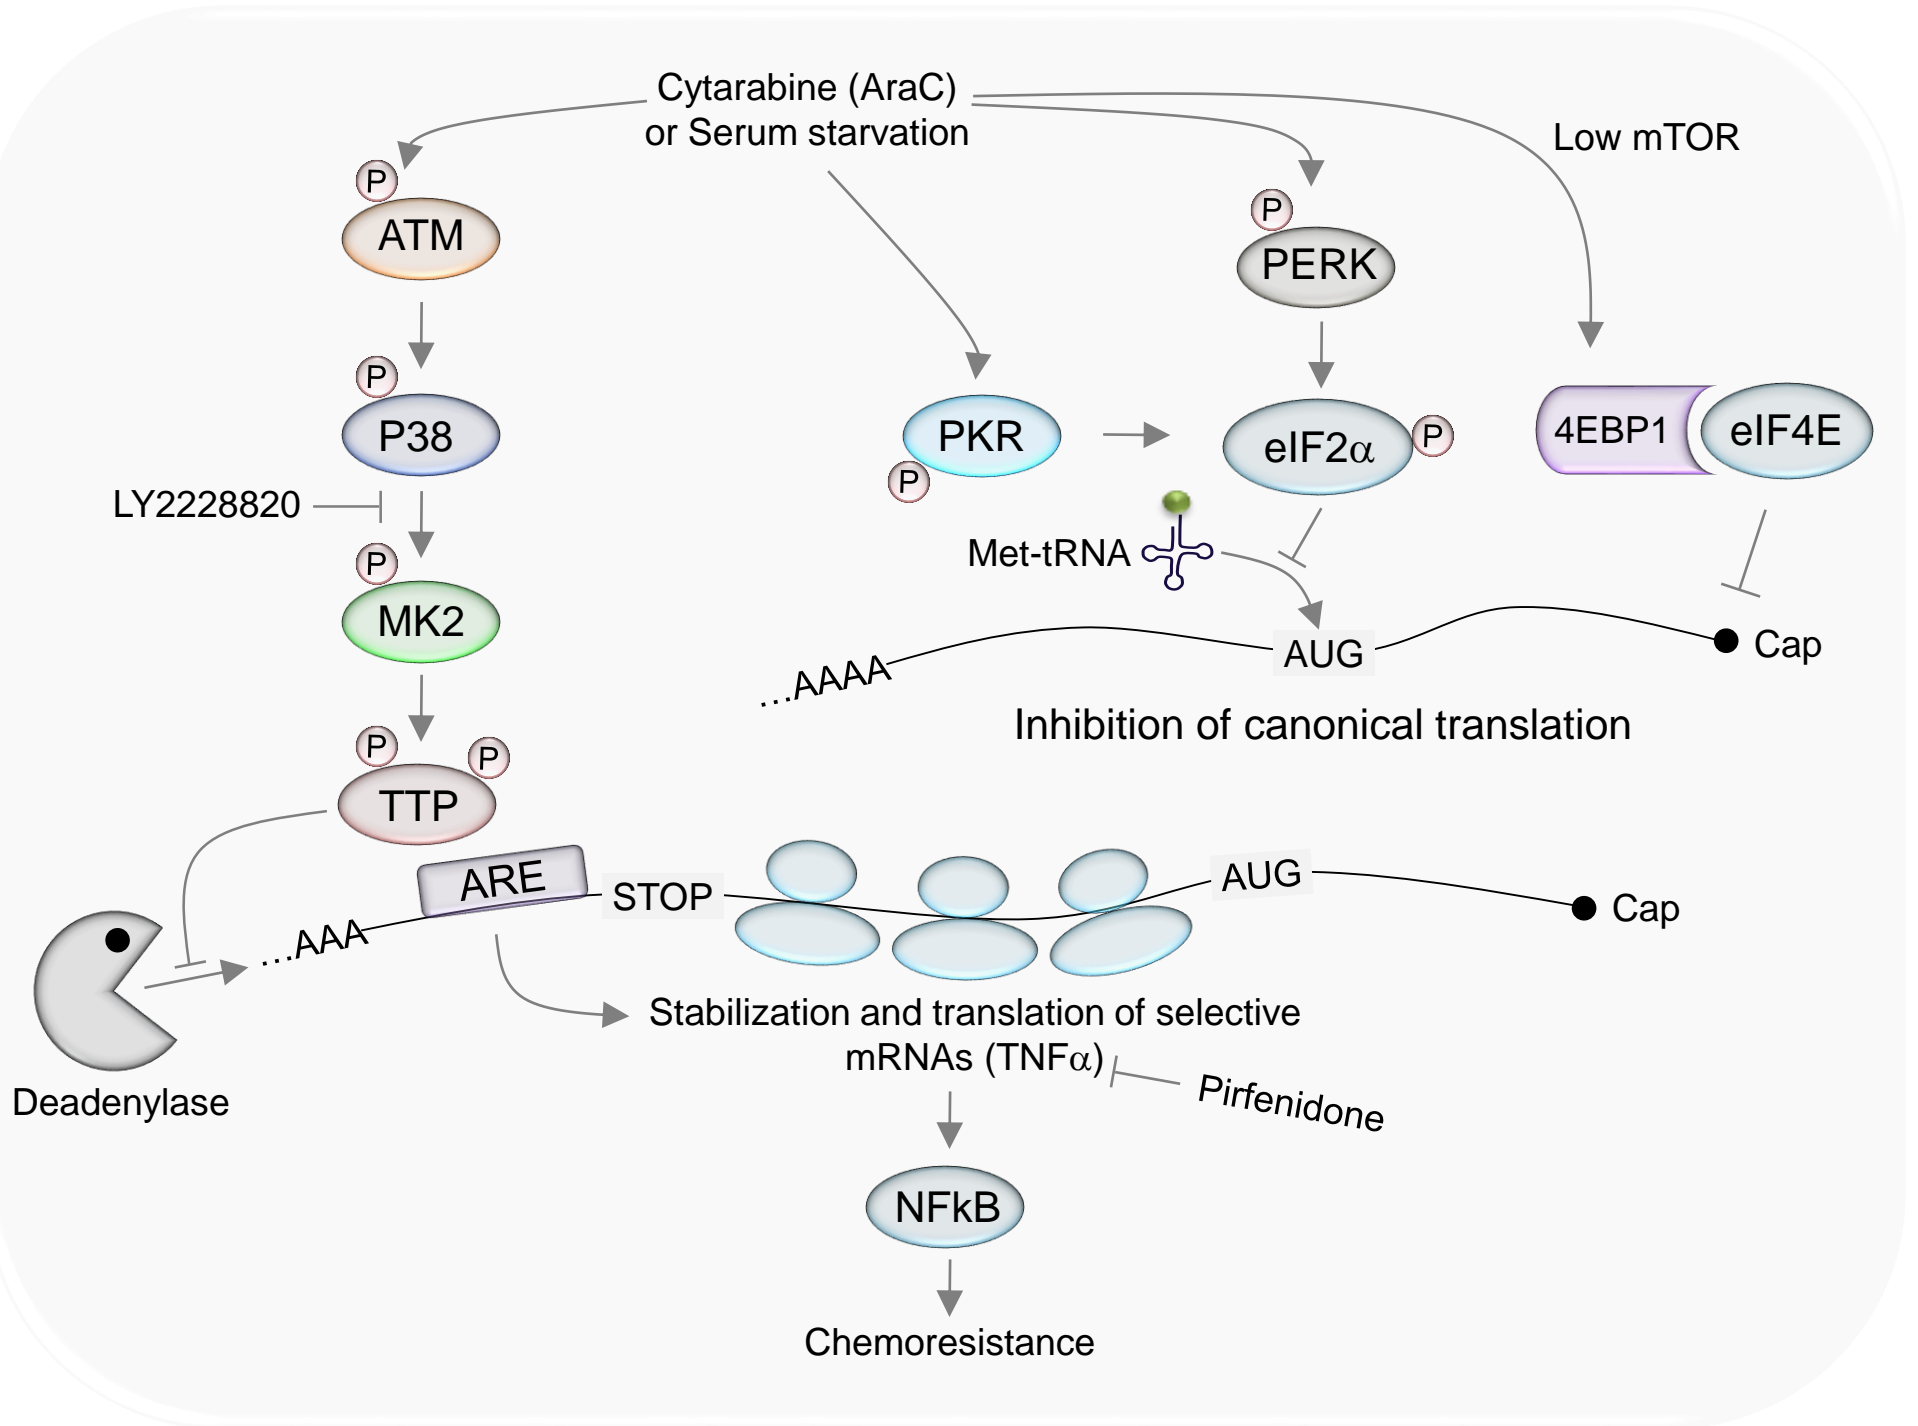 Cytarabine (AraC)
or Serum starvation
Low mTOR
P
ATM
P
PERK
P
P38
PKR
P
eIF2α
P
4EBP1
eIF4E
LY2228820
P
MK2
Met-tRNA
…AAAA
AUG
Cap
Inhibition of canonical translation
P
P
TTP
ARE
STOP
AUG
Cap
…AAA
Deadenylase
Stabilization and translation of selective
mRNAs (TNFα)
Pirfenidone
NFkB
Chemoresistance